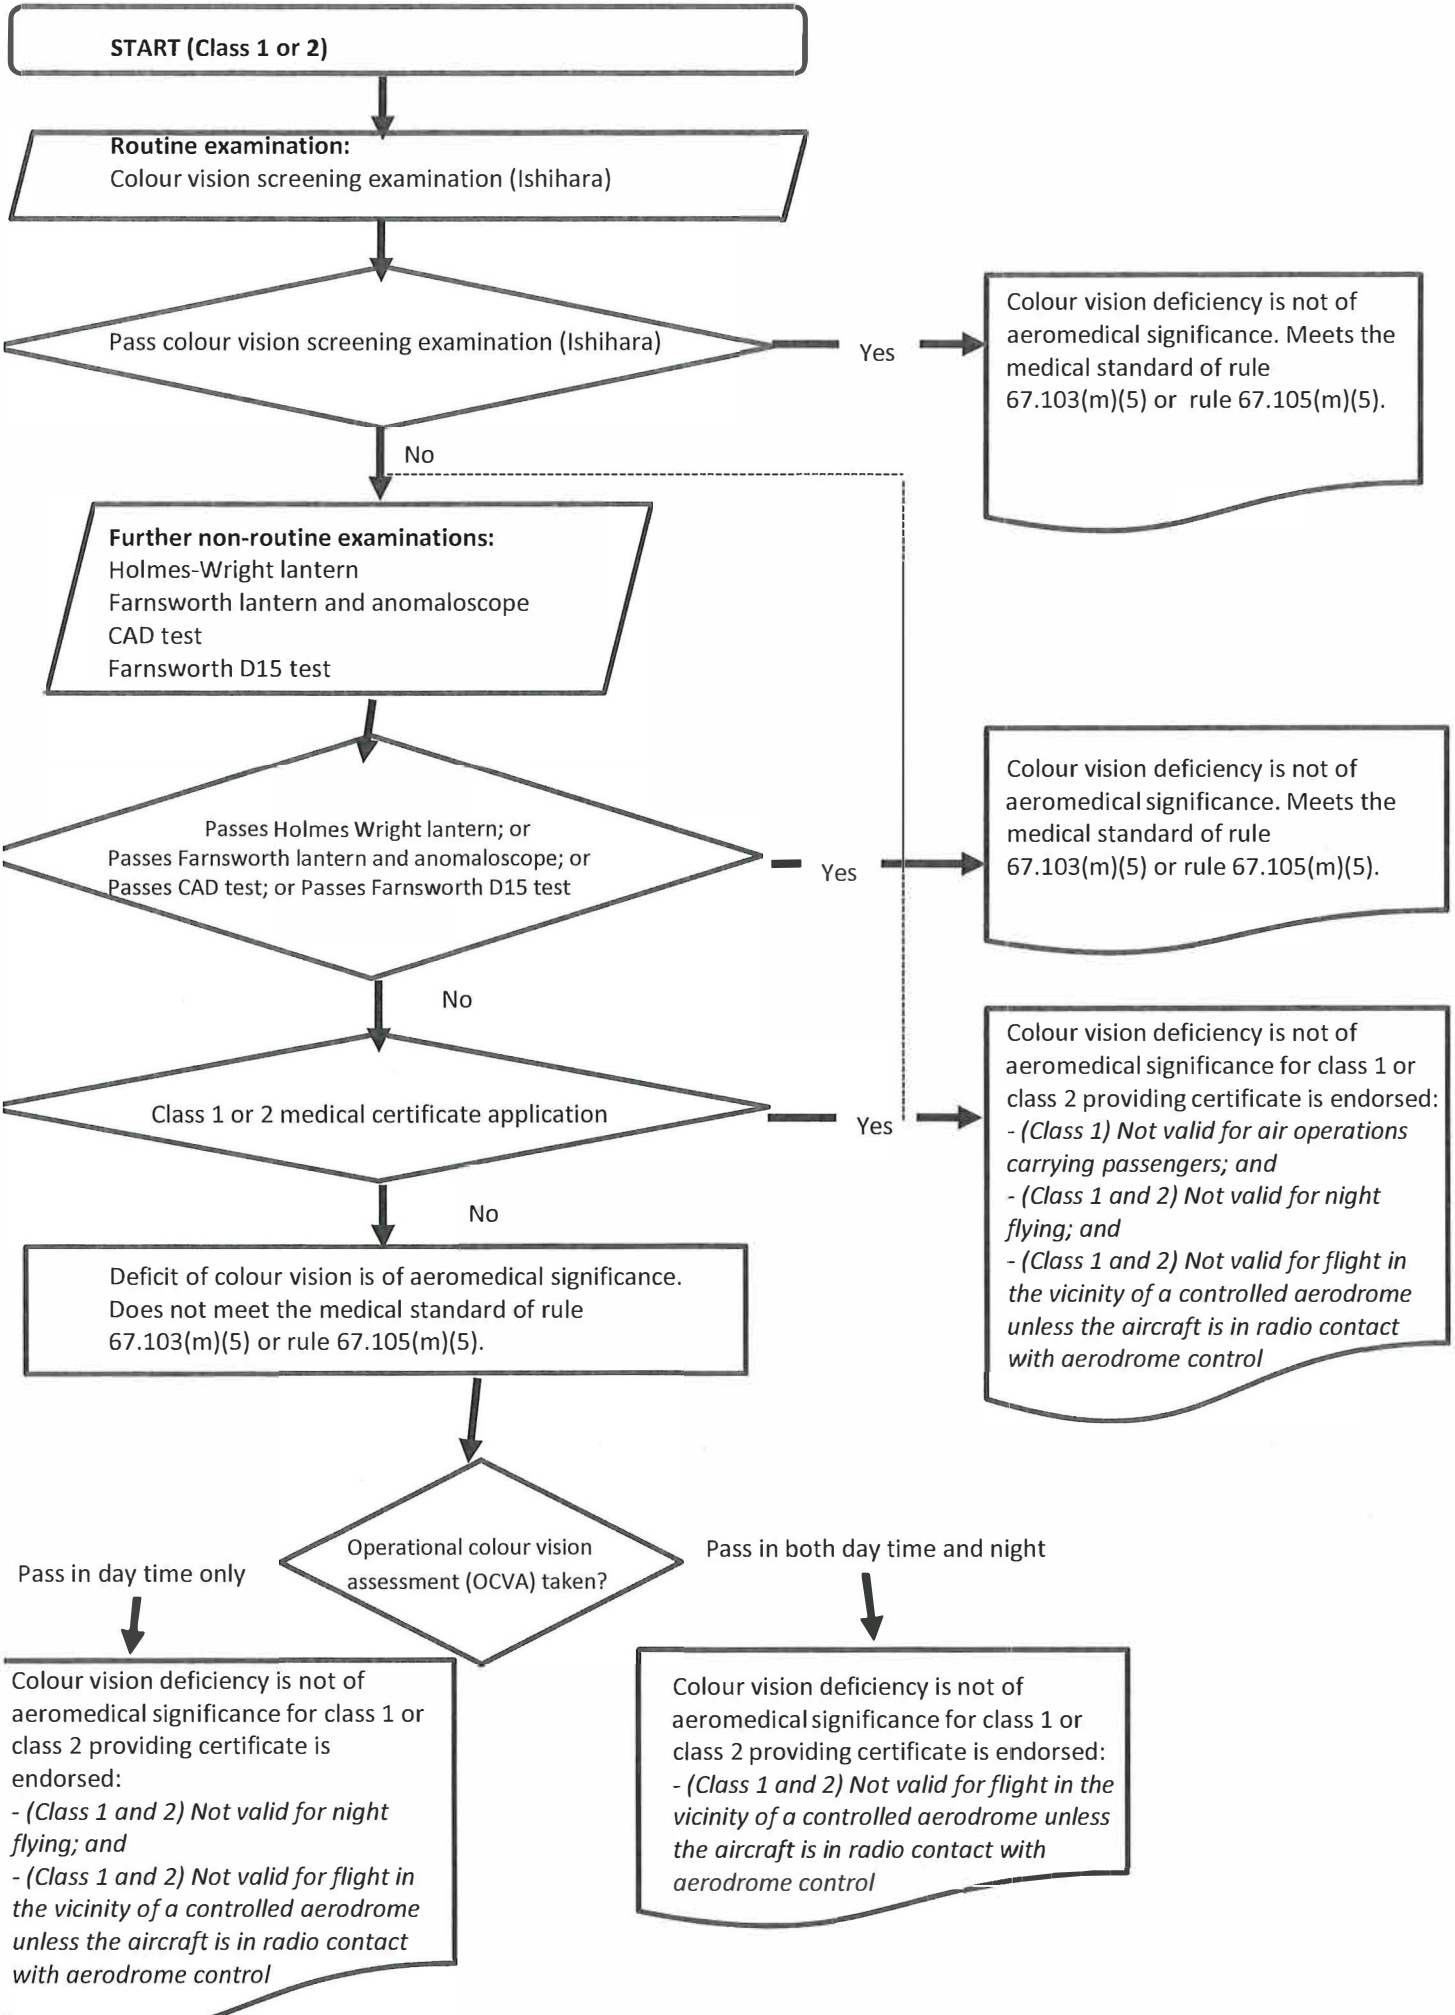 START (Class 1 or 2)
Routine examination:
Colour vision screening examination (Ishihara)
Pass colour vision screening examination (Ishihara)
Yes
Colour vision deficiency is not of
aeromedical significance. Meets the
medical standard of rule
67.103(m)(5) or rule 67.105(m)(5).
No
Further non-routine examinations:
Holmes-Wright lantern
Farnsworth lantern and anomaloscope
CAD test
Farnsworth D15 test
Passes Holmes Wright lantern; or
Passes Farnsworth lantern and anomaloscope; or
Passes CAD test; or Passes Farnsworth D15 test
Yes
Colour vision deficiency is not of
aeromedical significance. Meets the
medical standard of rule
67.103(m)(5) or rule 67.105(m)(5).
No
Class 1 or 2 medical certificate application
Yes
Colour vision deficiency is not of
aeromedical significance for class 1 or
class 2 providing certificate is endorsed:
- (Class 1) Not valid for air operations
carrying passengers; and
- (Class 1 and 2) Not valid for night
flying; and
- (Class 1 and 2) Not valid for flight in
the vicinity of a controlled aerodrome
unless the aircraft is in radio contact
with aerodrome control
No
Deficit of colour vision is of aeromedical significance.
Does not meet the medical standard of rule
67.103(m)(5) or rule 67.105(m)(5).
Operational colour vision
assessment (OCVA) taken?
Pass in day time only
Pass in both day time and night
Colour vision deficiency is not of
aeromedical significance for class 1 or
class 2 providing certificate is
endorsed:
- (Class 1 and 2) Not valid for night
flying; and
- (Class 1 and 2) Not valid for flight in
the vicinity of a controlled aerodrome
unless the aircraft is in radio contact
with aerodrome control
Colour vision deficiency is not of
aeromedical significance for class 1 or
class 2 providing certificate is endorsed:
- (Class 1 and 2) Not valid for flight in the
vicinity of a controlled aerodrome unless
the aircraft is in radio contact with
aerodrome control